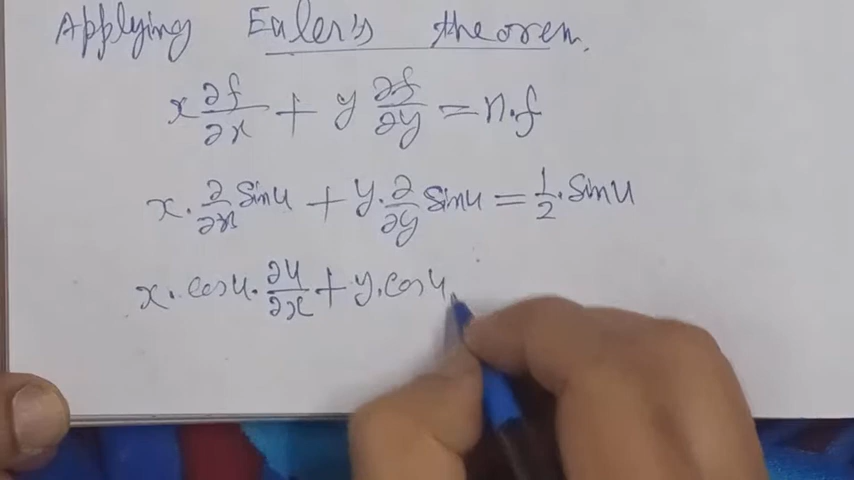 Applying Euler's theorem.
x ∂f/∂x + y ∂f/∂y = n.f
x. ∂/∂x sinu + y. ∂/∂y sinu = 1/2 . sinu
x. cosu. ∂u/∂x + y. cosu.